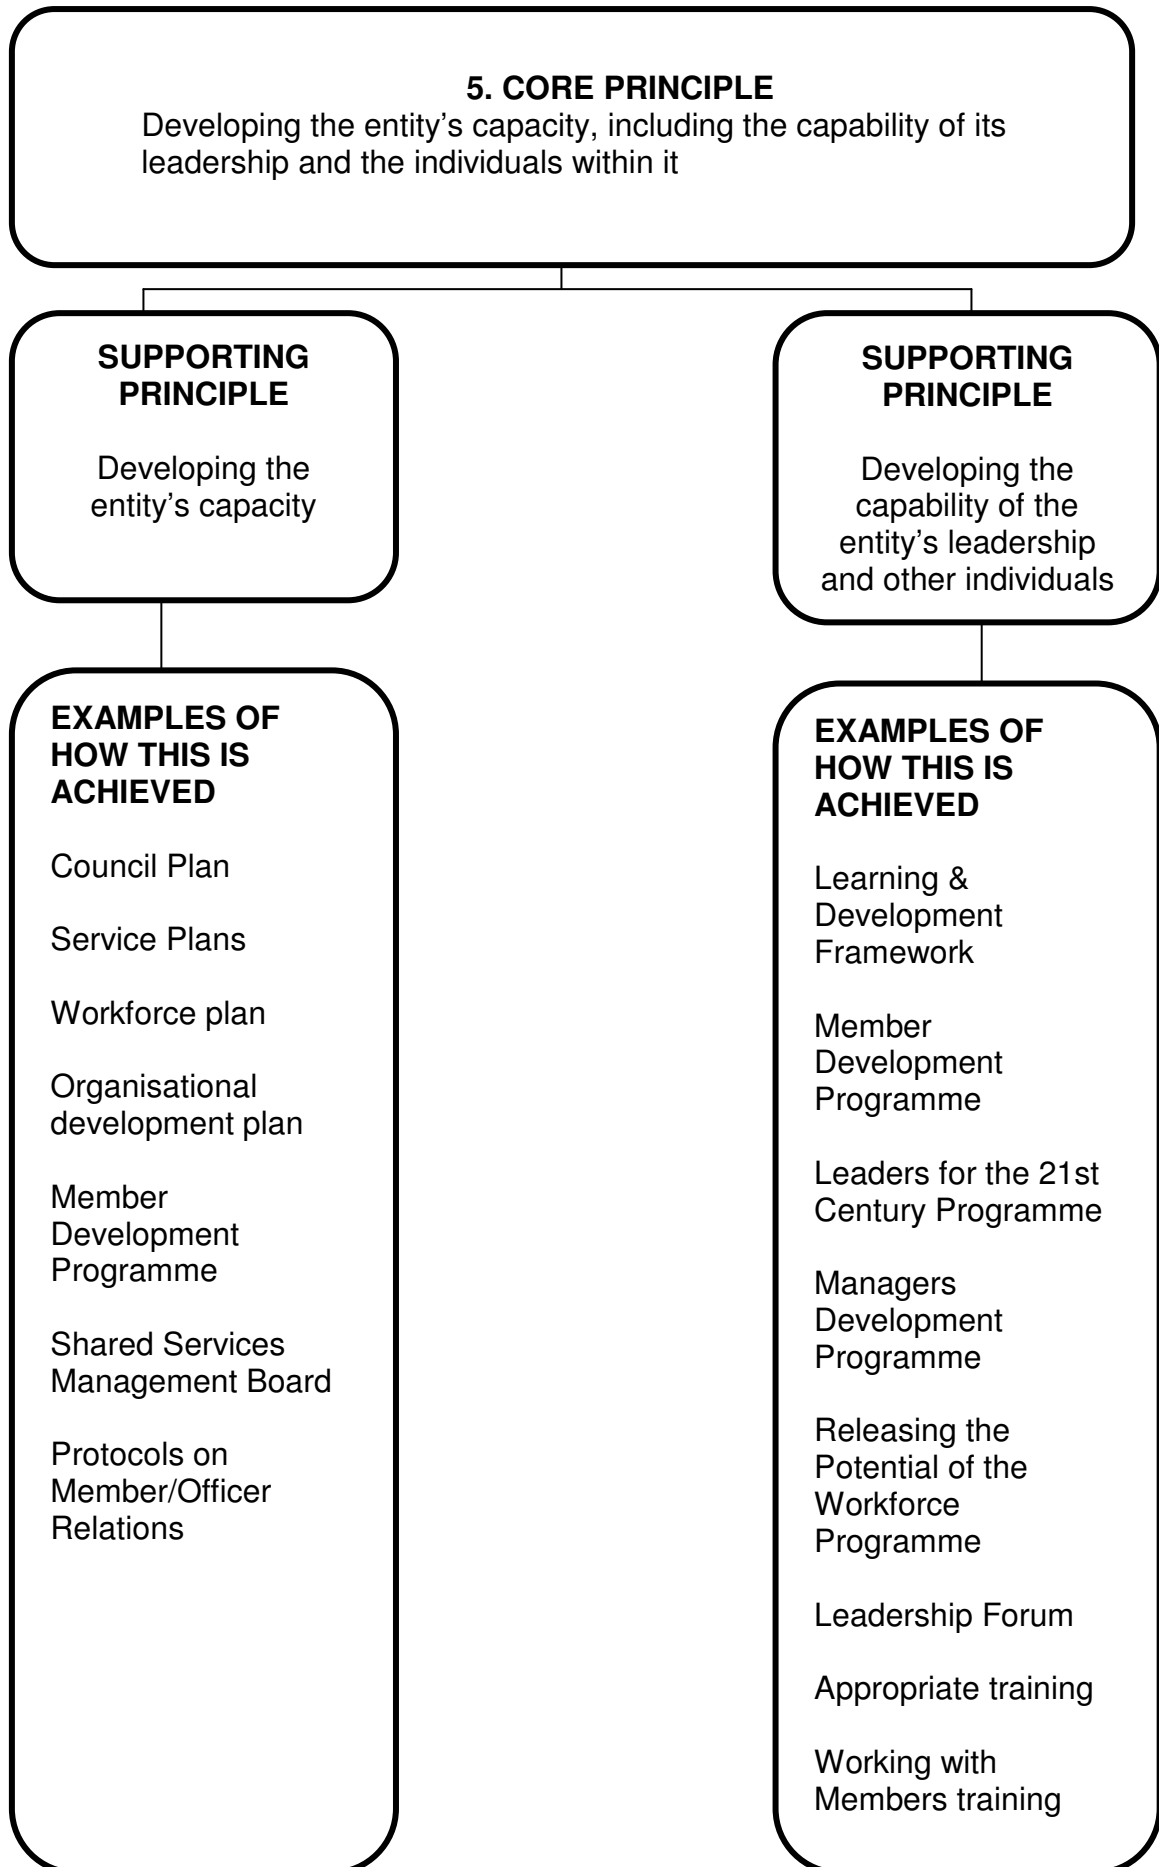 5. CORE PRINCIPLE
Developing the entity’s capacity, including the capability of its
leadership and the individuals within it
SUPPORTING
PRINCIPLE
Developing the
entity’s capacity
SUPPORTING
PRINCIPLE
Developing the
capability of the
entity’s leadership
and other individuals
EXAMPLES OF
HOW THIS IS
ACHIEVED
Council Plan
Service Plans
Workforce plan
Organisational
development plan
Member
Development
Programme
Shared Services
Management Board
Protocols on
Member/Officer
Relations
EXAMPLES OF
HOW THIS IS
ACHIEVED
Learning &
Development
Framework
Member
Development
Programme
Leaders for the 21st
Century Programme
Managers
Development
Programme
Releasing the
Potential of the
Workforce
Programme
Leadership Forum
Appropriate training
Working with
Members training